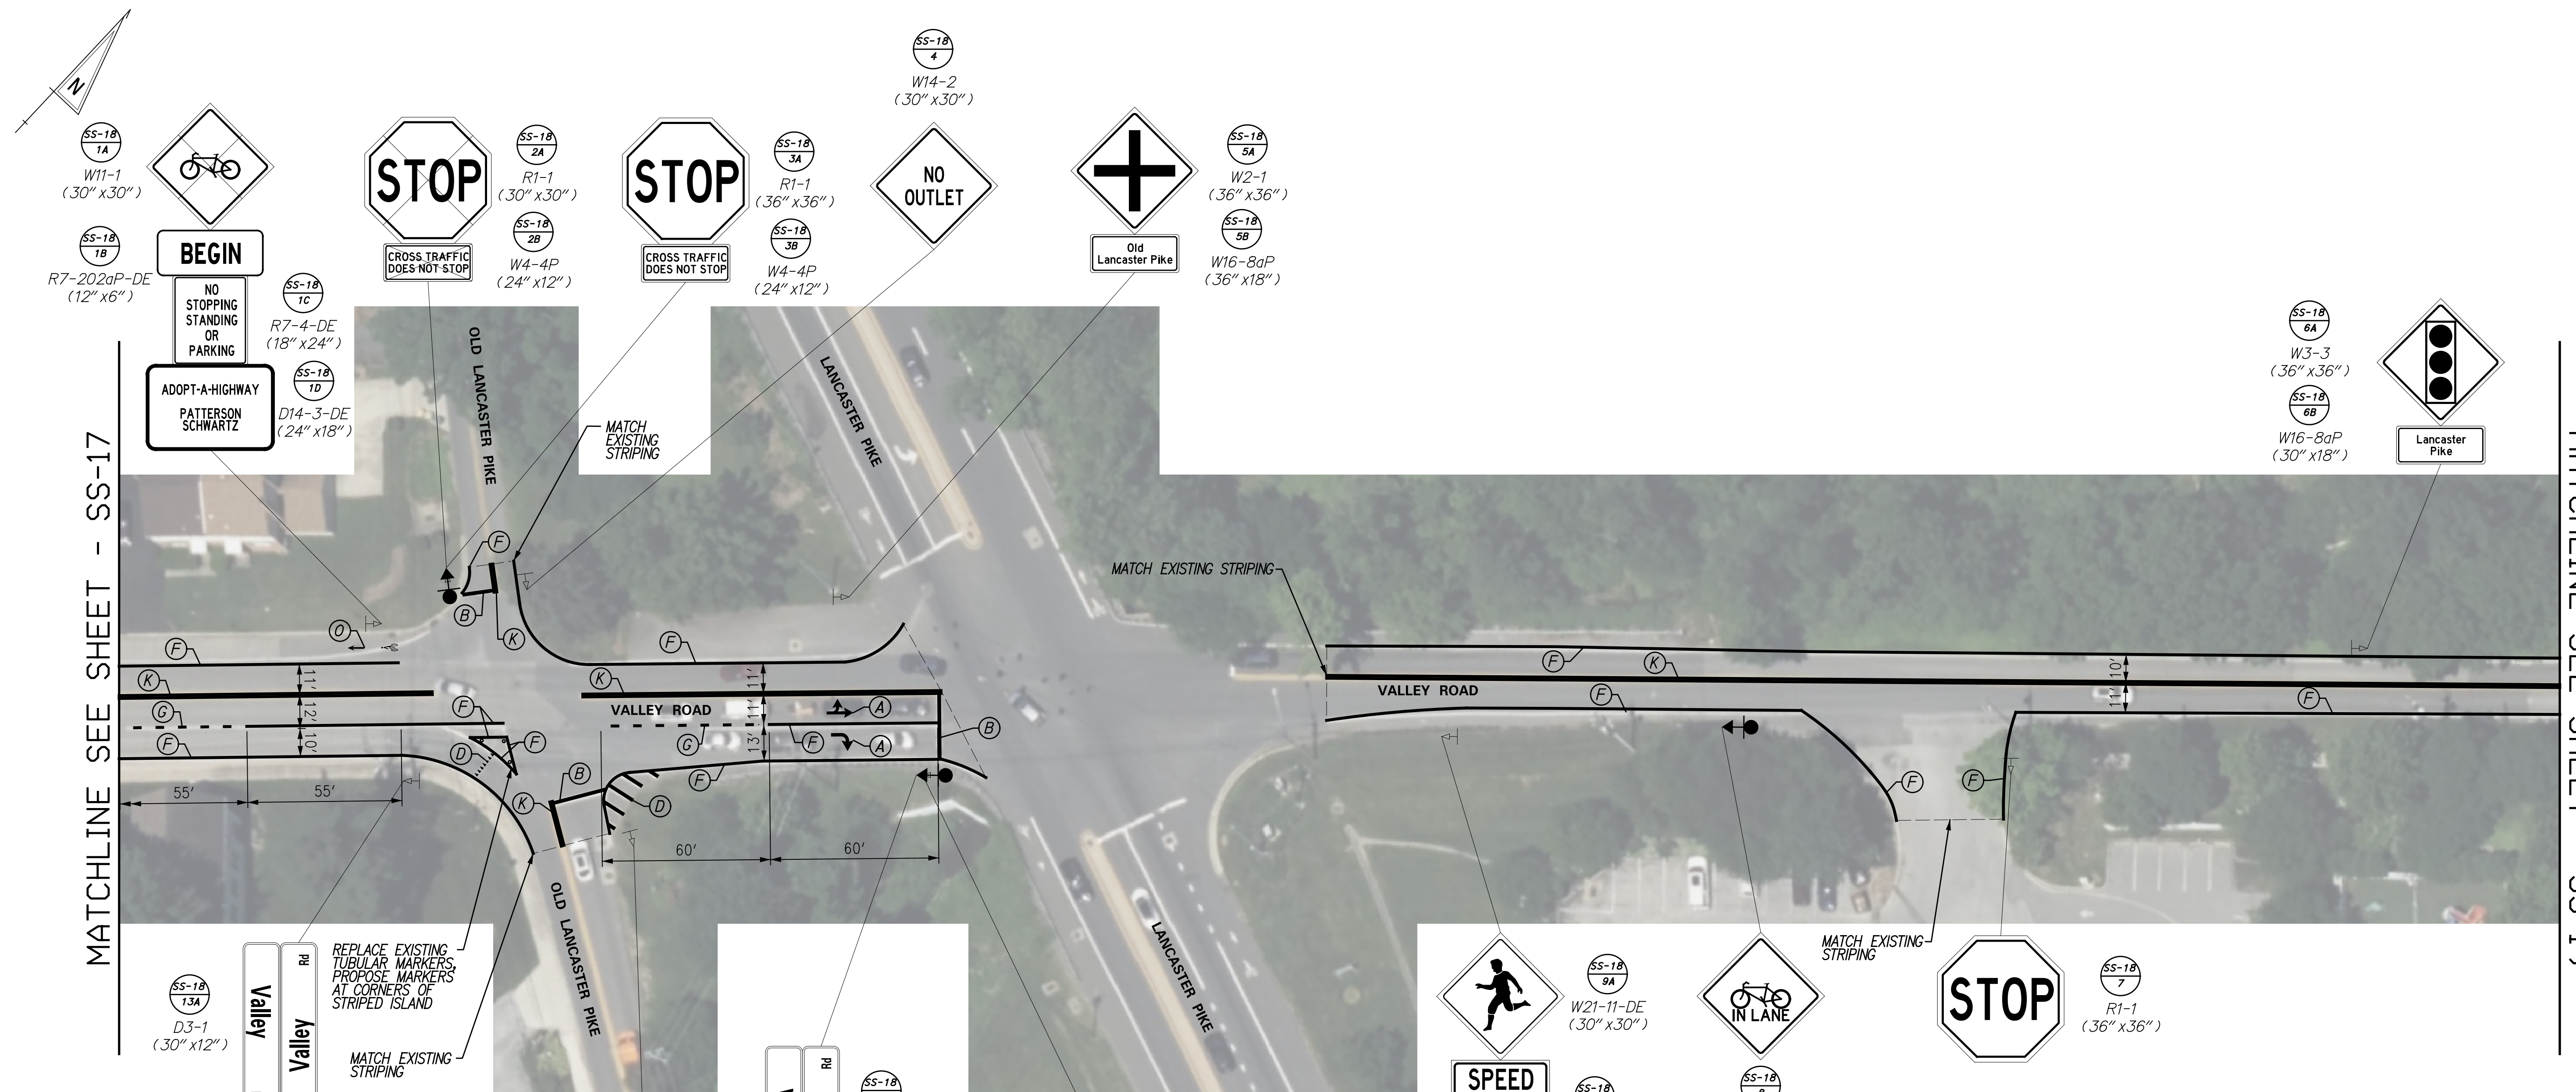 N
SS-18
1A
W11-1
(30"x30")
SS-18
1B
R7-202aP-DE
(12"x6")
BEGIN
NO
STOPPING
STANDING
OR
PARKING
SS-18
1C
R7-4-DE
(18"x24")
ADOPT-A-HIGHWAY
PATTERSON
SCHWARTZ
SS-18
1D
D14-3-DE
(24"x18")
STOP
CROSS TRAFFIC
DOES NOT STOP
SS-18
2A
R1-1
(30"x30")
SS-18
2B
W4-4P
(24"x12")
STOP
CROSS TRAFFIC
DOES NOT STOP
SS-18
3A
R1-1
(36"x36")
SS-18
3B
W4-4P
(24"x12")
SS-18
4
W14-2
(30"x30")
NO
OUTLET
Old
Lancaster Pike
SS-18
5A
W2-1
(36"x36")
SS-18
5B
W16-8aP
(36"x18")
SS-18
6A
W3-3
(36"x36")
SS-18
6B
W16-8aP
(30"x18")
Lancaster
Pike
MATCHLINE SEE SHEET - SS-17
OLD LANCASTER PIKE
MATCH
EXISTING
STRIPING
LANCASTER PIKE
MATCH EXISTING STRIPING
F
B
K
O
F
F
K
11'
K
11'
F
K
10'
VALLEY ROAD
VALLEY ROAD
G
12'
F
11'
A
F
11'
F
F
10'
D
F
G
13'
F
A
B
55'
55'
K
B
F
D
60'
60'
F
F
OLD LANCASTER PIKE
LANCASTER PIKE
REPLACE EXISTING
TUBULAR MARKERS,
PROPOSE MARKERS
AT CORNERS OF
STRIPED ISLAND
MATCH EXISTING
STRIPING
SS-18
13A
D3-1
(30"x12")
Valley
Valley
Rd
Rd
SS-18
SS-18
9A
W21-11-DE
(30"x30")
SPEED
SS-18
IN LANE
SS-18
MATCH EXISTING
STRIPING
STOP
SS-18
7
R1-1
(36"x36")